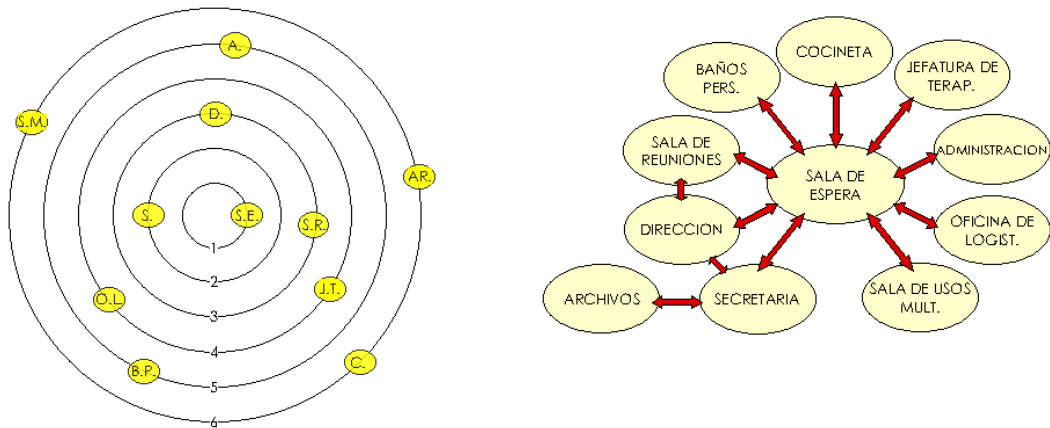 A.
S.M.
D.
AR.
S.
S.E.
S.R.
1
2
O.L.
J.T.
3
4
B.P.
C.
5
6
COCINETA
BAÑOS
PERS.
JEFATURA DE
TERAP.
SALA DE
REUNIONES
ADMINISTRACION
SALA DE
ESPERA
DIRECCION
OFICINA DE
LOGIST.
ARCHIVOS
SECRETARIA
SALA DE USOS
MULT.